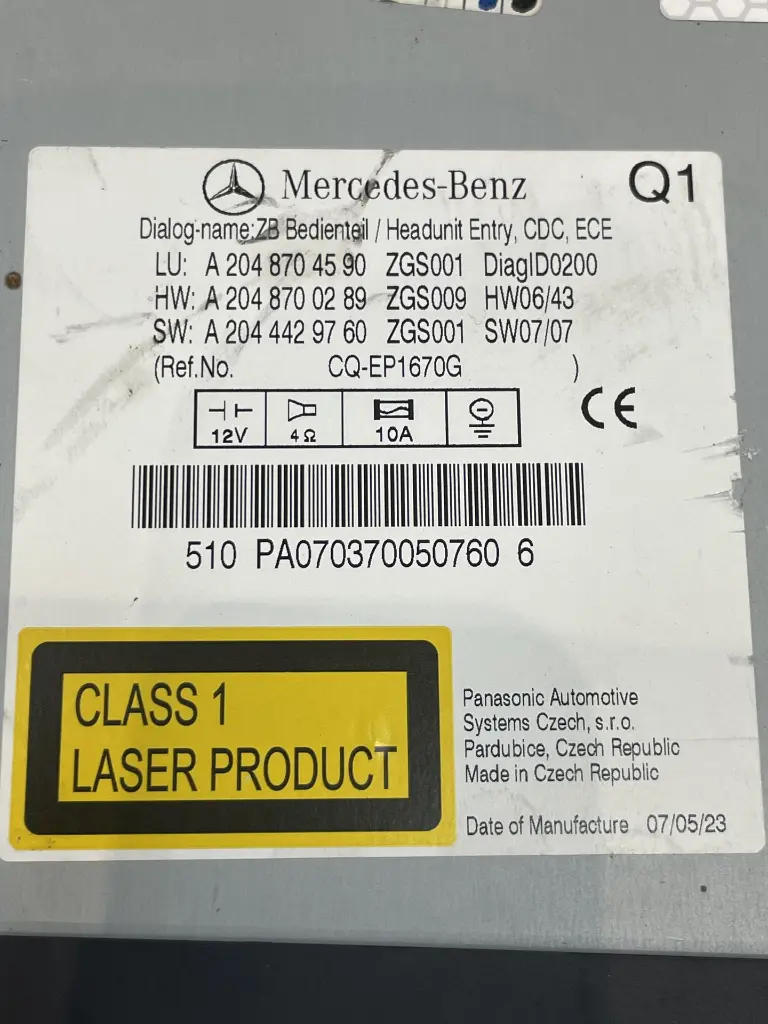 Mercedes-Benz
Q1
Dialog-name:ZB Bedienteil / Headunit Entry, CDC, ECE
LU: A 204 870 45 90 ZGS001 DiagID0200
HW: A 204 870 02 89 ZGS009 HW06/43
SW: A 204 442 97 60 ZGS001 SW07/07
(Ref.No. CQ-EP1670G )
12V 4Ω 10A
CE
510 PA070370050760 6
CLASS 1
LASER PRODUCT
Panasonic Automotive
Systems Czech, s.r.o.
Pardubice, Czech Republic
Made in Czech Republic
Date of Manufacture 07/05/23